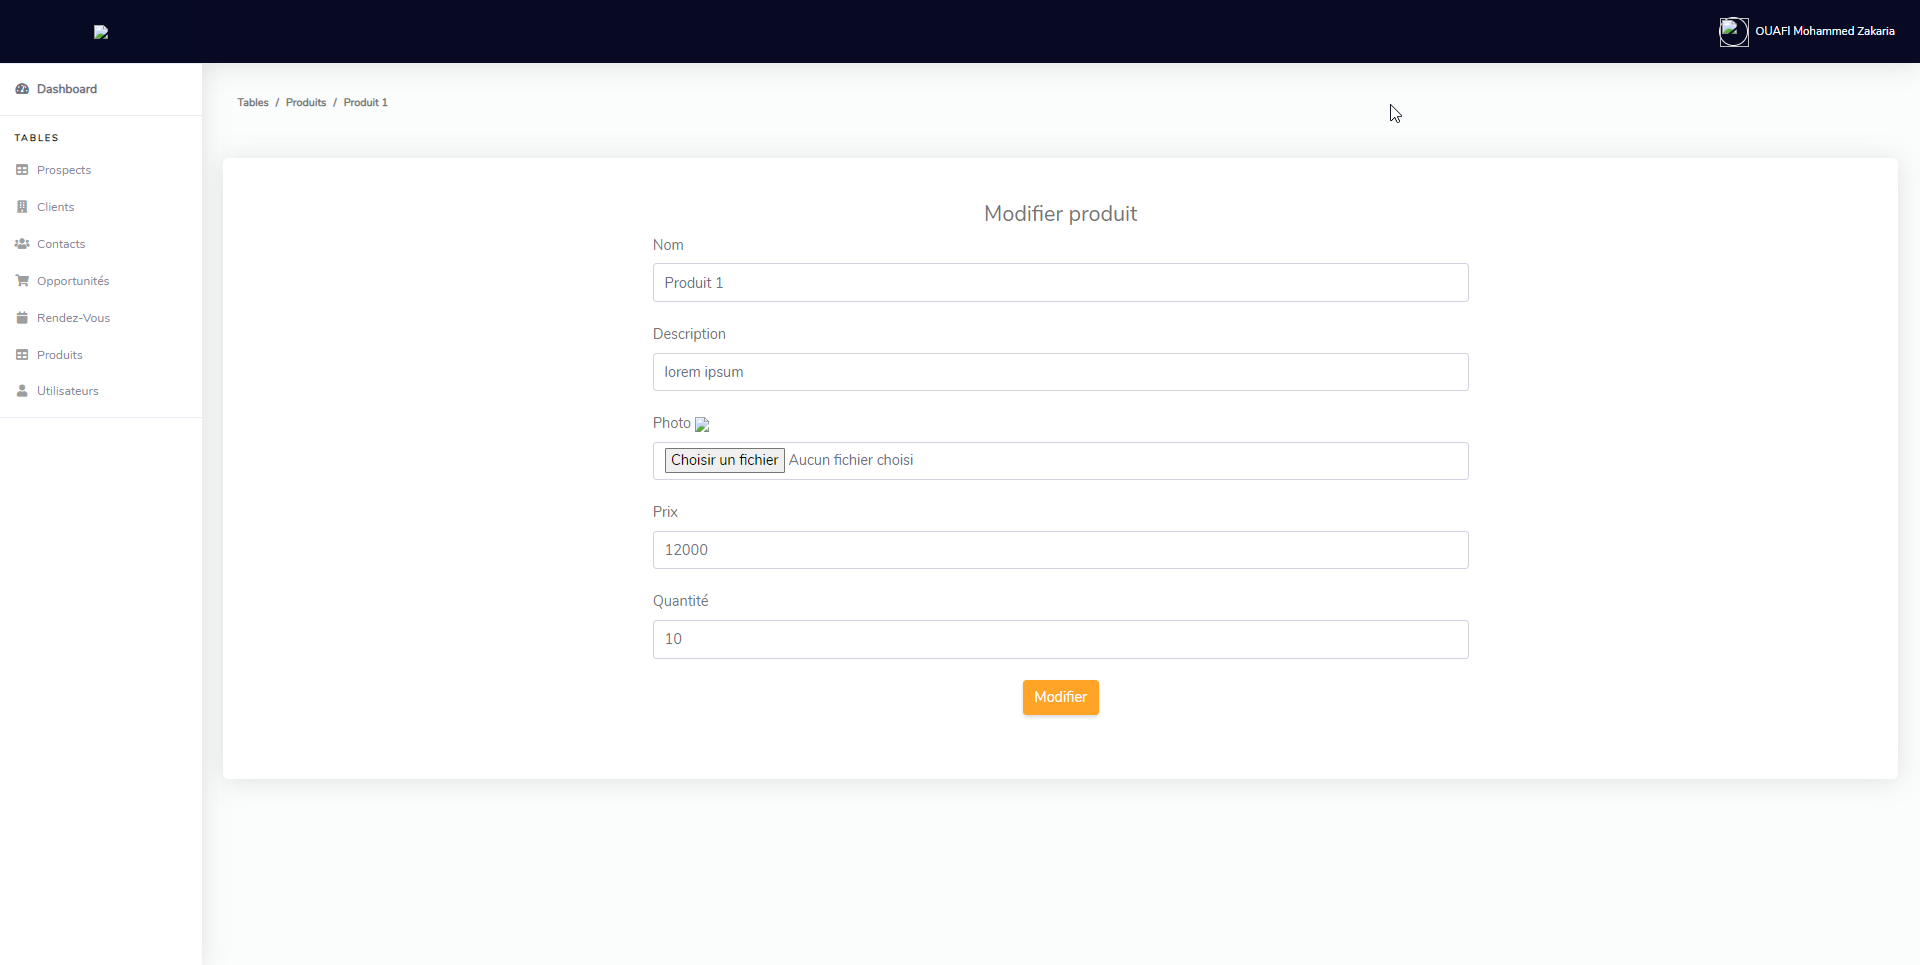 OUAFI Mohammed Zakaria
Dashboard
TABLES
Prospects
Clients
Contacts
Opportunités
Rendez-Vous
Produits
Utilisateurs
Tables / Produits / Produit 1
Modifier produit
Nom
Produit 1
Description
lorem ipsum
Photo
Choisir un fichier Aucun fichier choisi
Prix
12000
Quantité
10
Modifier